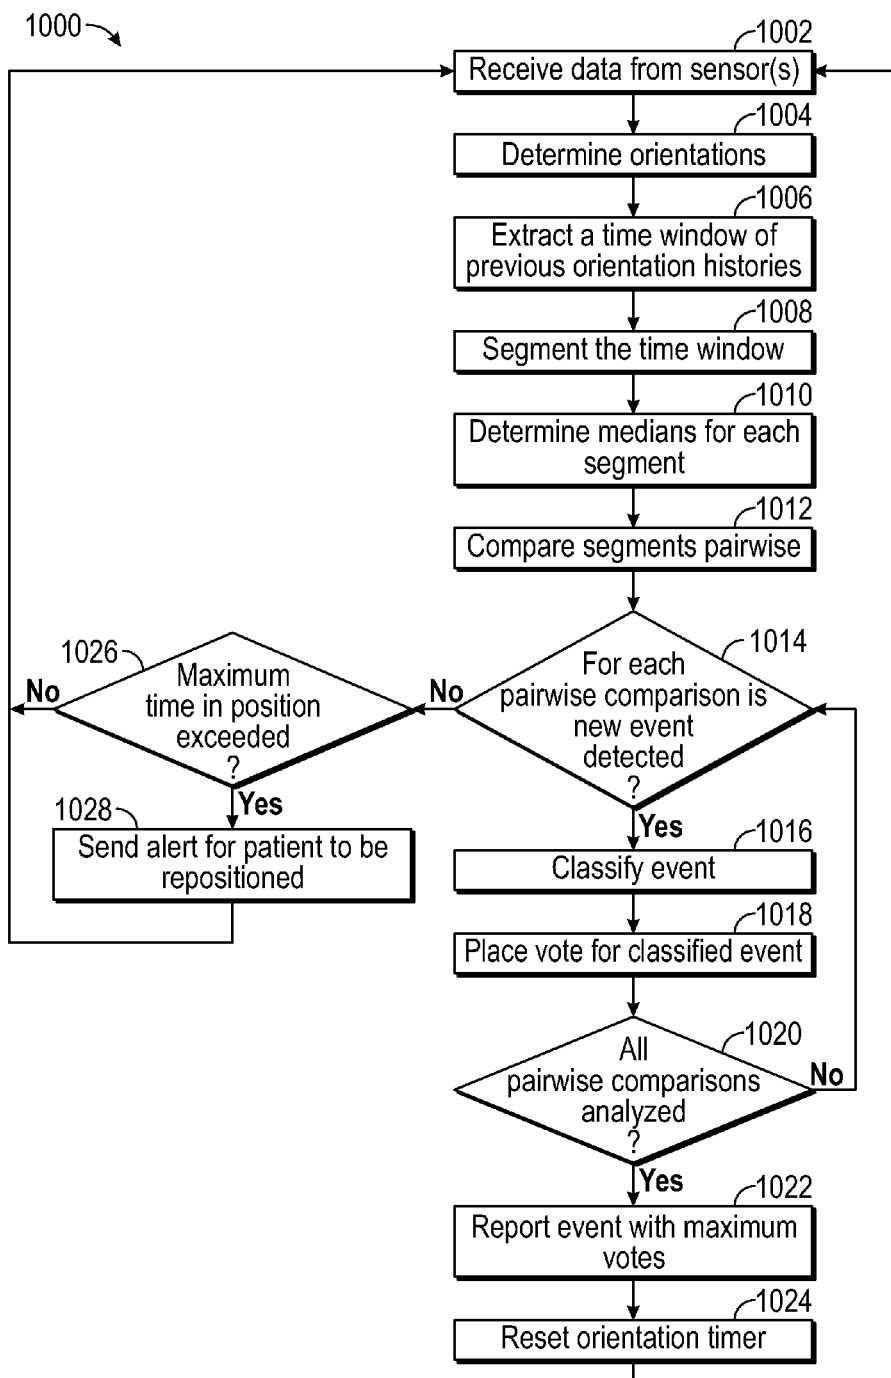 1000
1002
Receive data from sensor(s)
1004
Determine orientations
1006
Extract a time window of
previous orientation histories
1008
Segment the time window
1010
Determine medians for each
segment
1012
Compare segments pairwise
1014
For each
pairwise comparison is
new event
detected
?
No
Yes
1026
Maximum
time in position
exceeded
?
No
Yes
1028
Send alert for patient to be
repositioned
1016
Classify event
1018
Place vote for classified event
1020
All
pairwise comparisons
analyzed
?
No
Yes
1022
Report event with maximum
votes
1024
Reset orientation timer